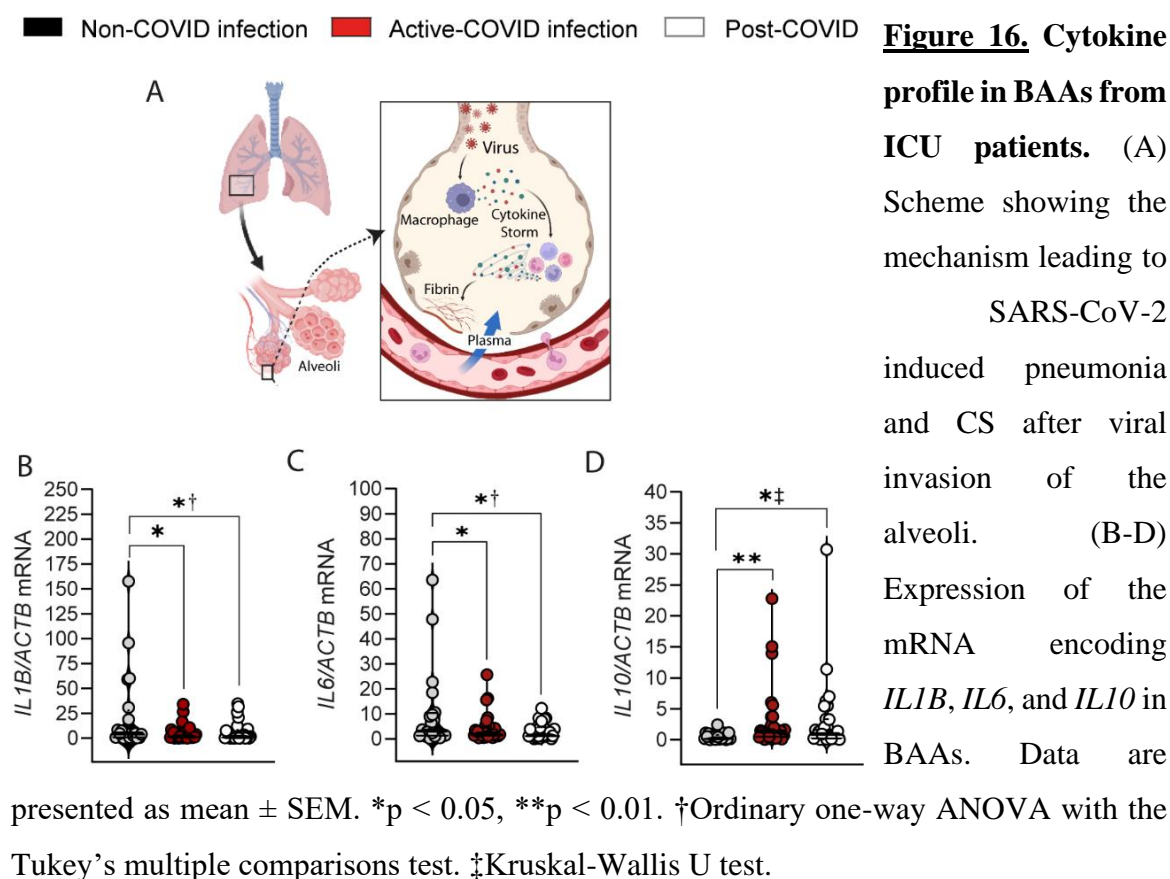 Non-COVID infection Active-COVID infection Post-COVID
Figure 16. Cytokine
profile in BAAs from
ICU patients. (A)
Scheme showing the
mechanism leading to
SARS-CoV-2
induced pneumonia
and CS after viral
invasion of the
alveoli. (B-D)
Expression of the
mRNA encoding
IL1B, IL6, and IL10 in
BAAs. Data are
presented as mean ± SEM. *p < 0.05, **p < 0.01. †Ordinary one-way ANOVA with the
Tukey’s multiple comparisons test. ‡Kruskal-Wallis U test.
A
Virus
Macrophage
Cytokine
Storm
Fibrin
Plasma
Alveoli
B
IL1B/ACTB mRNA
250
225
200
175
150
125
100
75
50
25
0
*†
*
C
IL6/ACTB mRNA
100
90
80
70
60
50
40
30
20
10
0
*†
*
D
IL10/ACTB mRNA
40
35
30
25
20
15
10
5
0
*‡
**